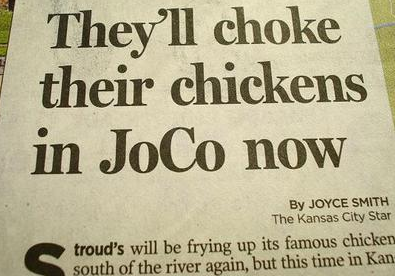 They'll choke
their chickens
in JoCo now
By JOYCE SMITH
The Kansas City Star
Stroud's will be frying up its famous chicken
south of the river again, but this time in Kan